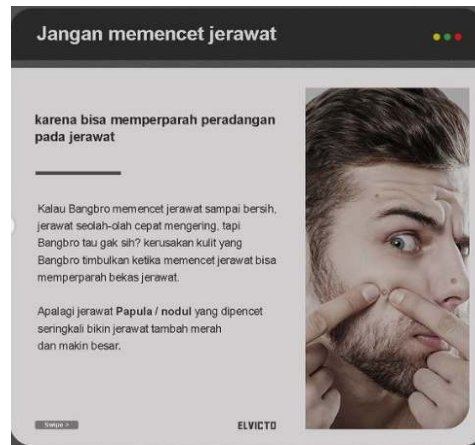 Jangan memencet jerawat
karena bisa memperparah peradangan
pada jerawat
Kalau Bangbro memencet jerawat sampai bersih,
jerawat seolah-olah cepat mengering, tapi
Bangbro tau gak sih? kerusakan kulit yang
Bangbro timbulkan ketika memencet jerawat bisa
memperparah bekas jerawat.
Apalagi jerawat Papula / nodul yang dipencet
seringkali bikin jerawat tambah merah
dan makin besar.
Swipe >
ELVICTO